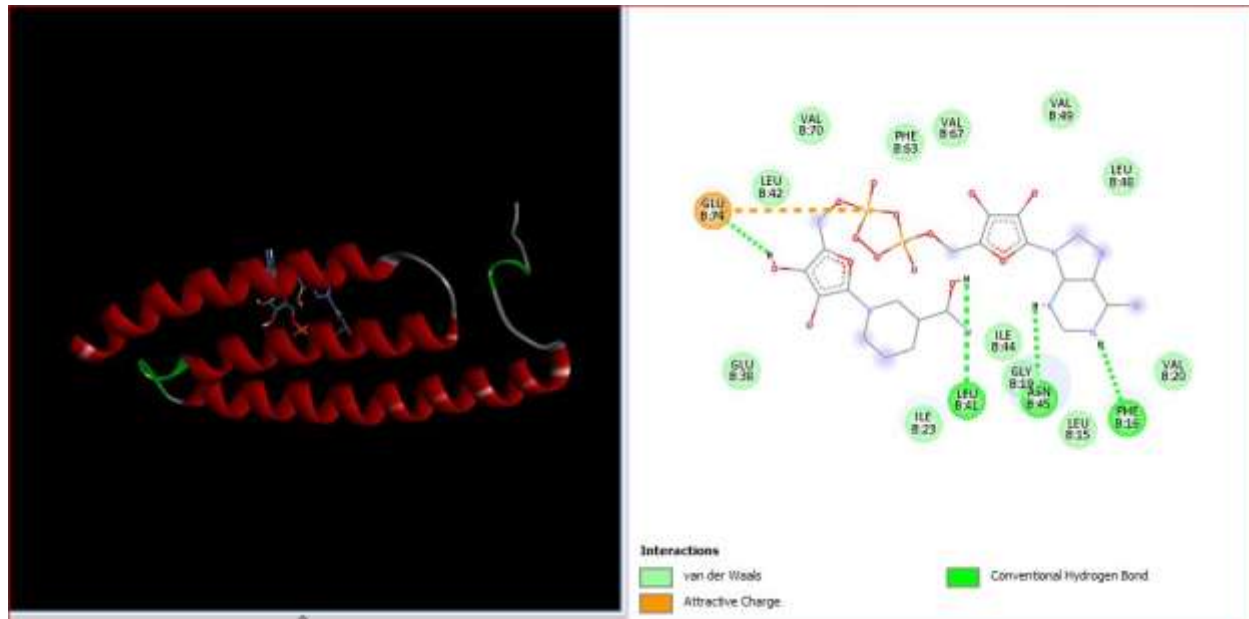 VAL
B:49
VAL
B:70
VAL
B:67
PHE
B:63
LEU
B:42
LEU
B:48
GLU
B:74
ILE
B:44
GLU
B:38
GLY
B:19
VAL
B:20
LEU
B:41
ASN
B:45
PHE
B:16
ILE
B:23
LEU
B:15
Interactions
van der Waals
Attractive Charge
Conventional Hydrogen Bond